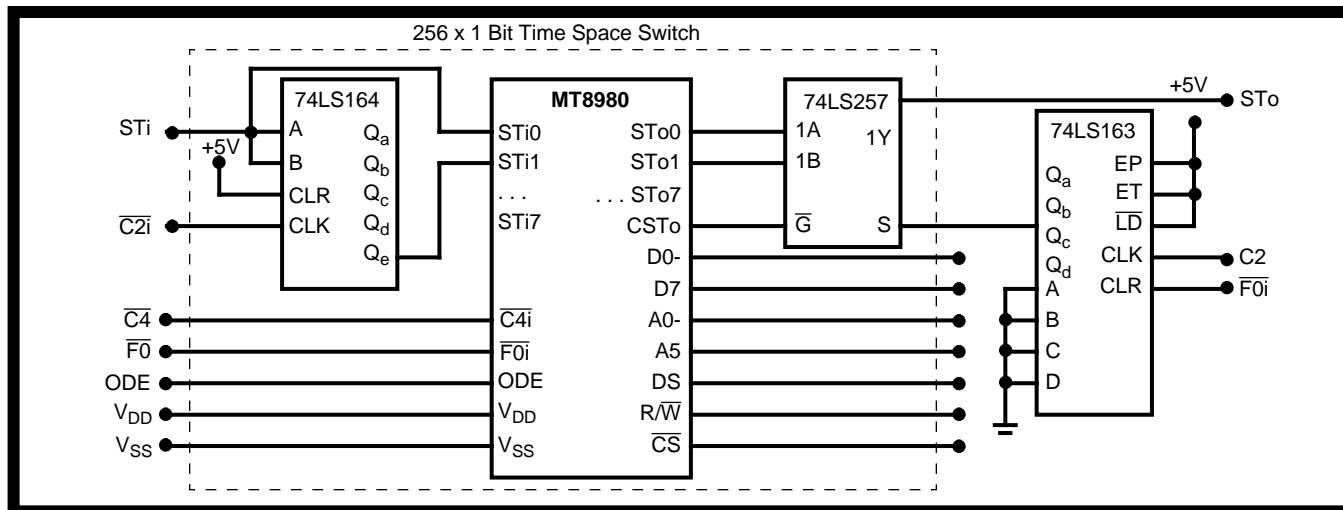 256 x 1 Bit Time Space Switch
STi
+5V
C2i
C4
F0
ODE
VDD
VSS
74LS164
A
B
CLR
CLK
Qa
Qb
Qc
Qd
Qe
MT8980
STi0
STi1
. . .
STi7
C4i
F0i
ODE
VDD
VSS
STo0
STo1
. . . STo7
CSTo
D0-
D7
A0-
A5
DS
R/W
CS
74LS257
1A
1B
1Y
G
S
+5V
STo
74LS163
Qa
Qb
Qc
Qd
A
B
C
D
EP
ET
LD
CLK
CLR
C2
F0i